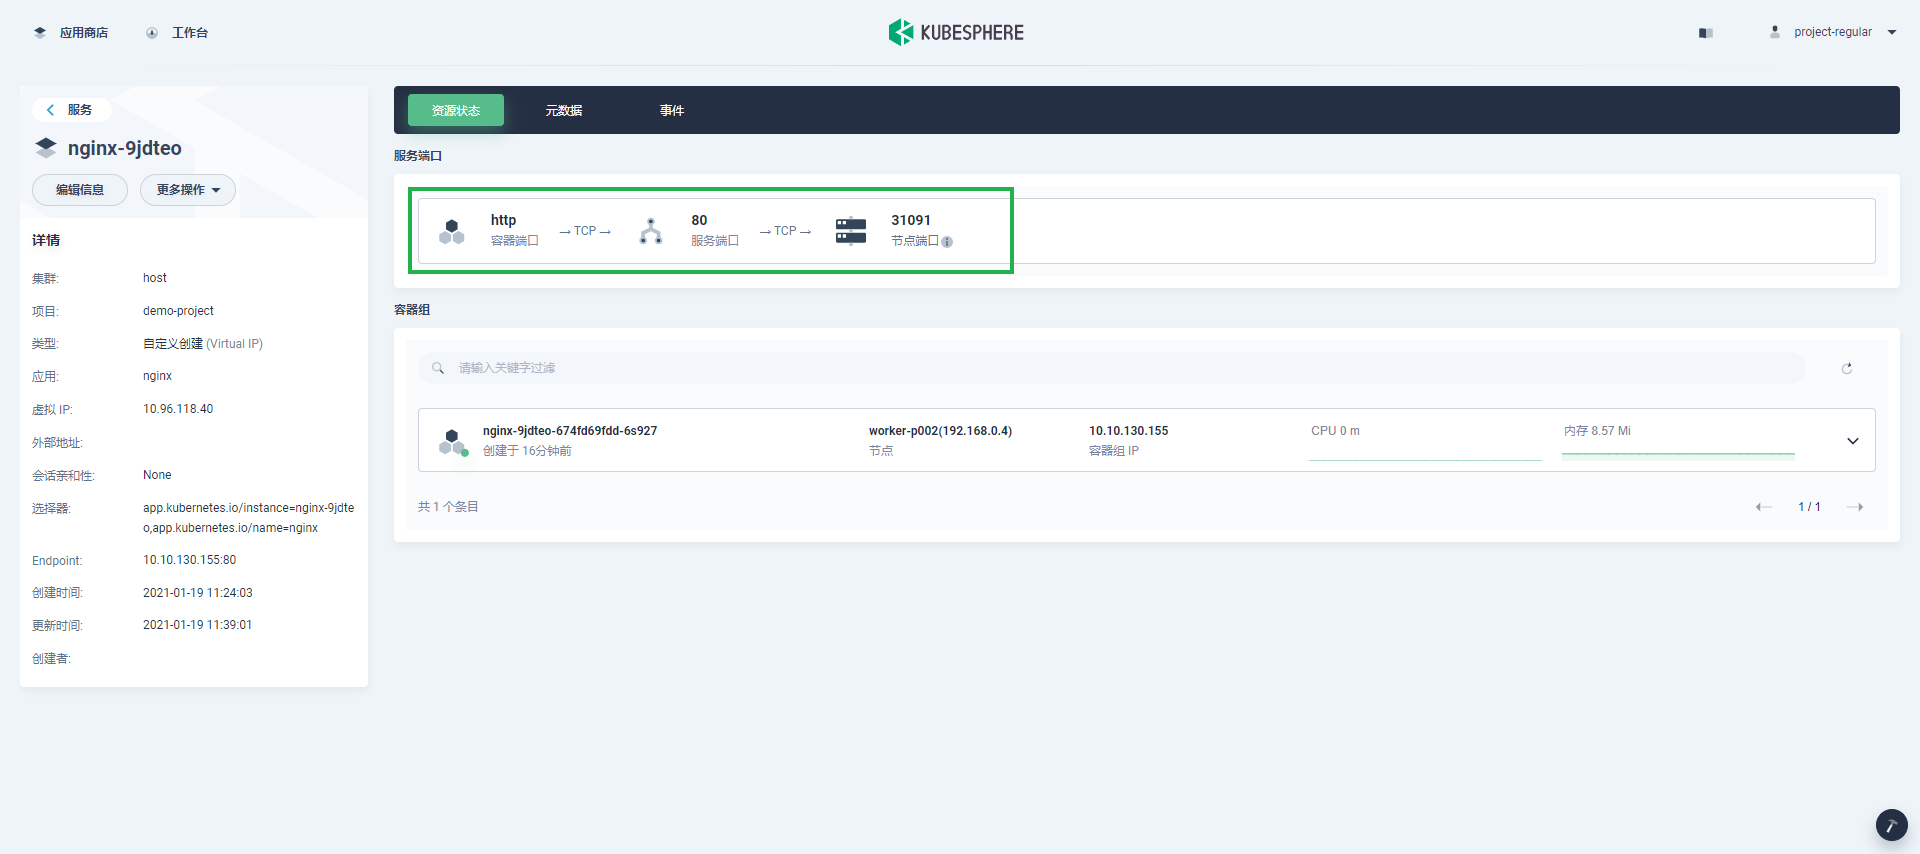 应用商店
工作台
KUBESPHERE
project-regular
服务
nginx-9jdteo
编辑信息
更多操作
详情
集群:
host
项目:
demo-project
类型:
自定义创建 (Virtual IP)
应用:
nginx
虚拟 IP:
10.96.118.40
外部地址:
会话亲和性:
None
选择器:
app.kubernetes.io/instance=nginx-9jdte
o,app.kubernetes.io/name=nginx
Endpoint:
10.10.130.155:80
创建时间:
2021-01-19 11:24:03
更新时间:
2021-01-19 11:39:01
创建者:
资源状态
元数据
事件
服务端口
http
容器端口
→ TCP →
80
服务端口
→ TCP →
31091
节点端口
容器组
请输入关键字过滤
nginx-9jdteo-674fd69fdd-6s927
创建于 16分钟前
worker-p002(192.168.0.4)
节点
10.10.130.155
容器组 IP
CPU 0 m
内存 8.57 Mi
共 1 个条目
1 / 1